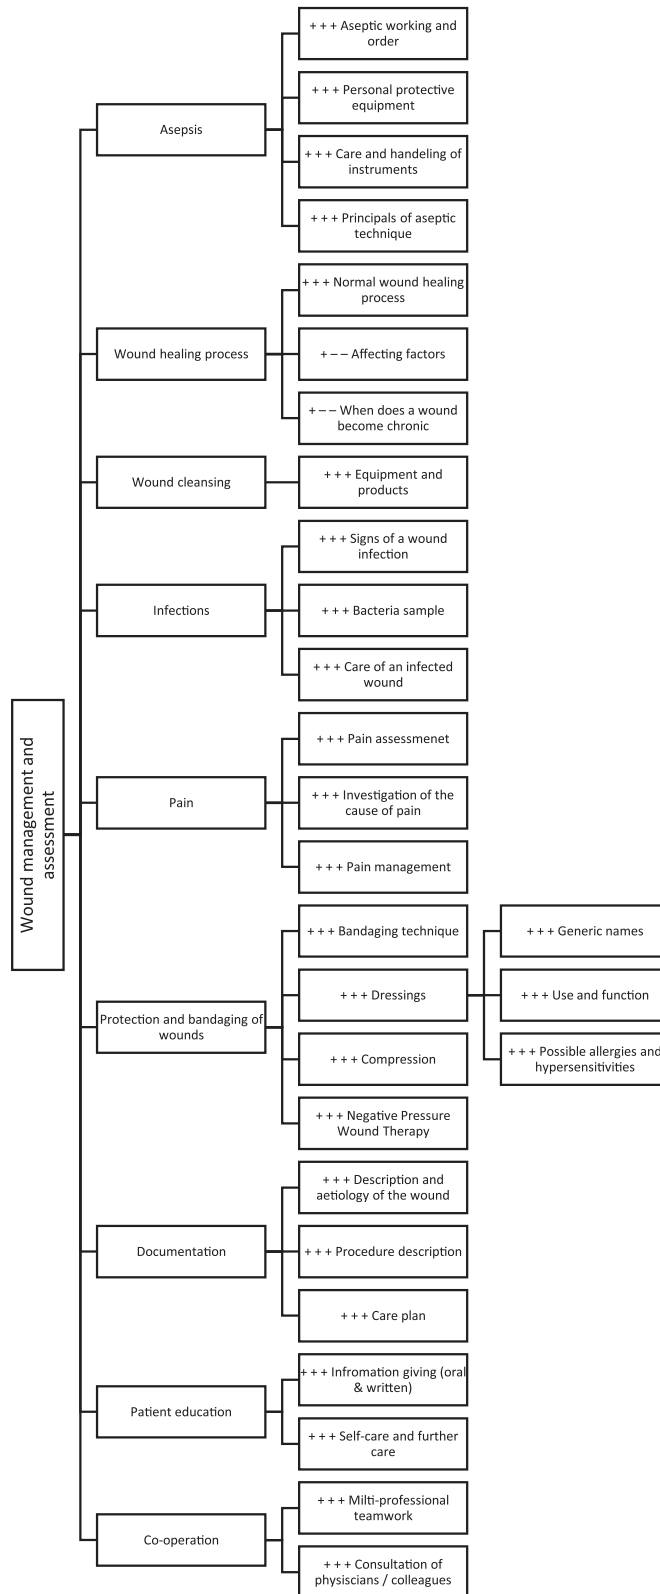 Wound management and
assessment
Asepsis
+ + + Aseptic working and
order
+ + + Personal protective
equipment
+ + + Care and handeling of
instruments
+ + + Principals of aseptic
technique
Wound healing process
+ + + Normal wound healing
process
+ – – Affecting factors
+ – – When does a wound
become chronic
Wound cleansing
+ + + Equipment and
products
Infections
+ + + Signs of a wound
infection
+ + + Bacteria sample
+ + + Care of an infected
wound
Pain
+ + + Pain assessmenet
+ + + Investigation of the
cause of pain
+ + + Pain management
Protection and bandaging of
wounds
+ + + Bandaging technique
+ + + Dressings
+ + + Generic names
+ + + Use and function
+ + + Possible allergies and
hypersensitivities
+ + + Compression
+ + + Negative Pressure
Wound Therapy
Documentation
+ + + Description and
aetiology of the wound
+ + + Procedure description
+ + + Care plan
Patient education
+ + + Infromation giving (oral
& written)
+ + + Self-care and further
care
Co-operation
+ + + Milti-professional
teamwork
+ + + Consultation of
physiscians / colleagues